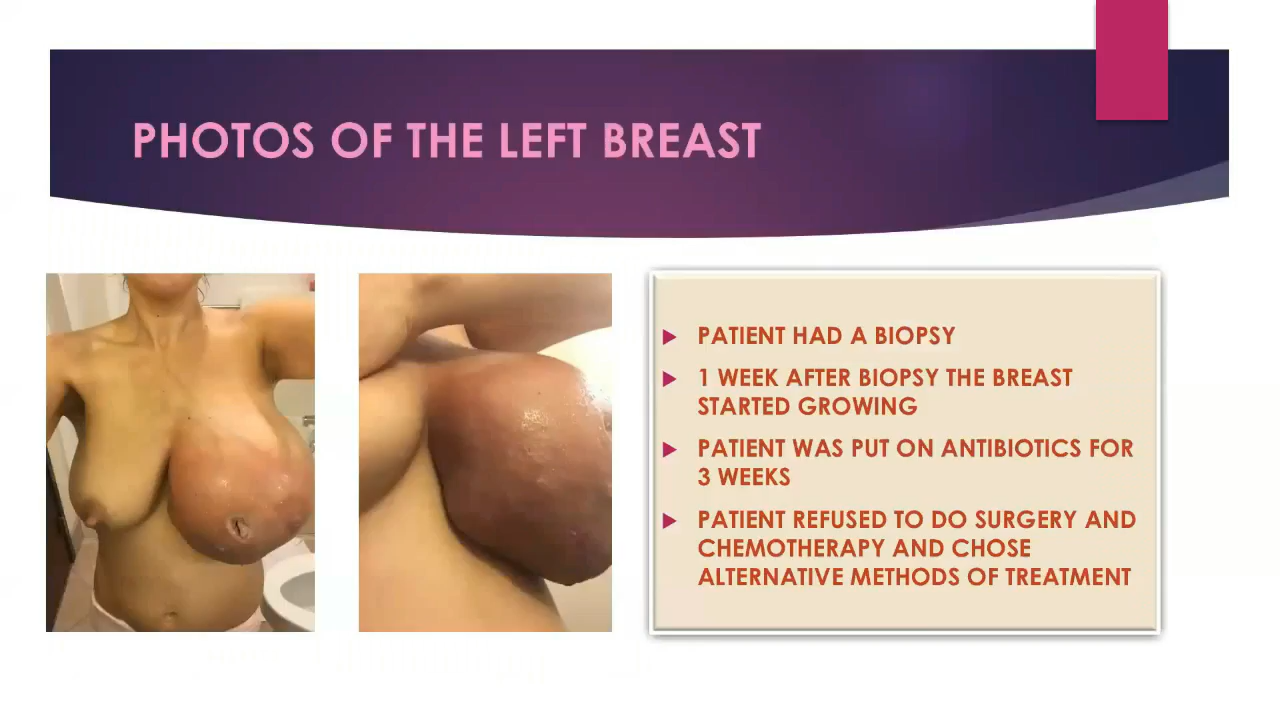 PHOTOS OF THE LEFT BREAST
PATIENT HAD A BIOPSY
1 WEEK AFTER BIOPSY THE BREAST
STARTED GROWING
PATIENT WAS PUT ON ANTIBIOTICS FOR
3 WEEKS
PATIENT REFUSED TO DO SURGERY AND
CHEMOTHERAPY AND CHOSE
ALTERNATIVE METHODS OF TREATMENT